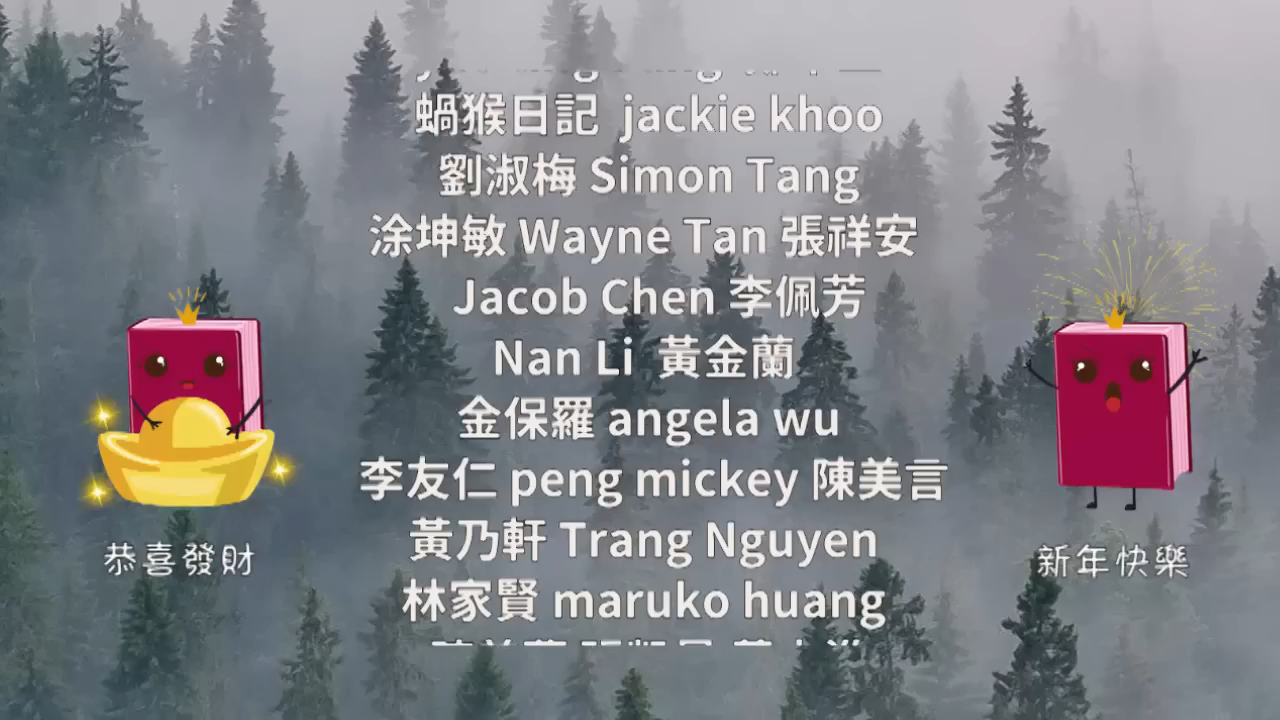 蝸猴日記 jackie khoo
劉淑梅 Simon Tang
涂坤敏 Wayne Tan 張祥安
Jacob Chen 李佩芳
Nan Li 黃金蘭
金保羅 angela wu
李友仁 peng mickey 陳美言
黃乃軒 Trang Nguyen
林家賢 maruko huang
恭喜發財
新年快樂